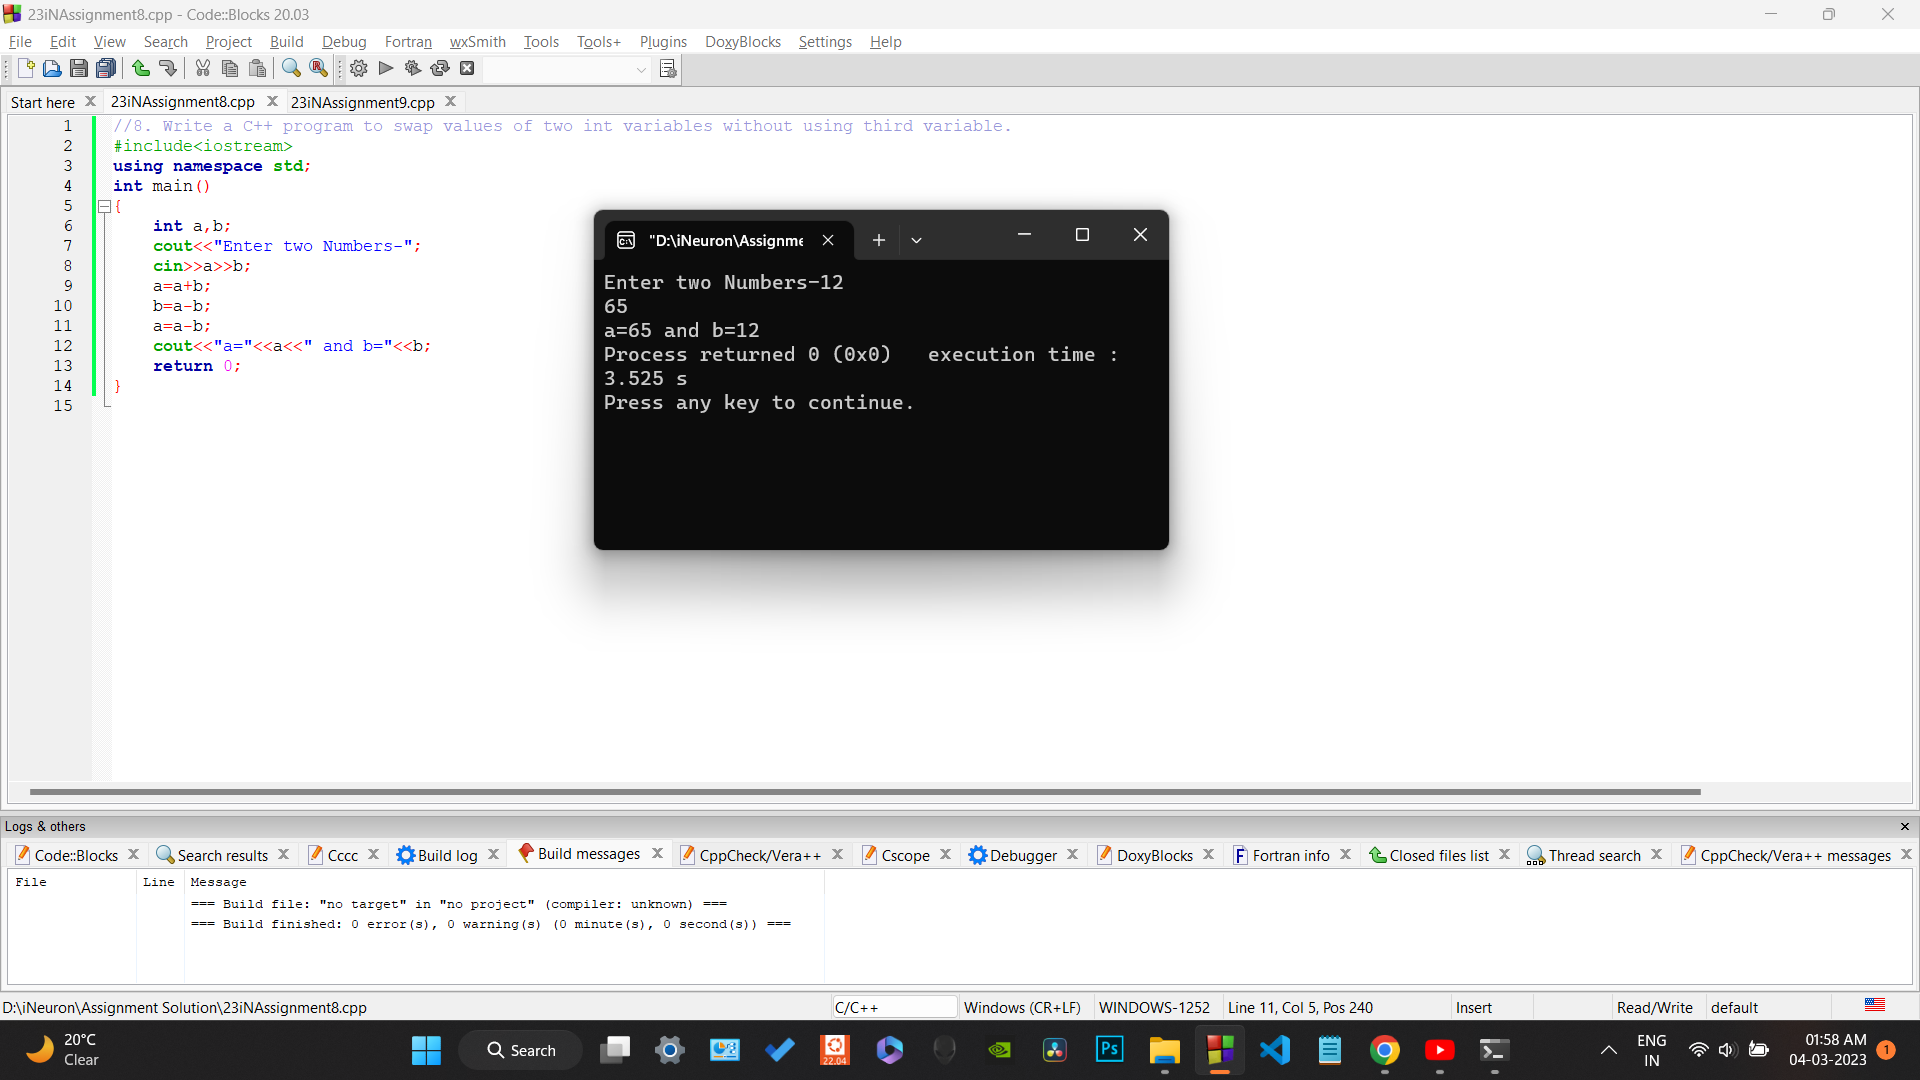 23iNAssignment8.cpp - Code::Blocks 20.03
File Edit View Search Project Build Debug Fortran wxSmith Tools Tools+ Plugins DoxyBlocks Settings Help
Start here 23iNAssignment8.cpp 23iNAssignment9.cpp
1 //8. Write a C++ program to swap values of two int variables without using third variable.
2 #include<iostream>
3 using namespace std;
4 int main()
5 {
6 int a,b;
7 cout<<"Enter two Numbers-";
8 cin>>a>>b;
9 a=a+b;
10 b=a-b;
11 a=a-b;
12 cout<<"a="<<a<<" and b="<<b;
13 return 0;
14 }
15
"D:\iNeuron\Assignme
Enter two Numbers-12
65
a=65 and b=12
Process returned 0 (0x0)   execution time :
3.525 s
Press any key to continue.
Logs & others
Code::Blocks Search results Cccc Build log Build messages CppCheck/Vera++ Cscope Debugger DoxyBlocks Fortran info Closed files list Thread search CppCheck/Vera++ messages
File Line Message
=== Build file: "no target" in "no project" (compiler: unknown) ===
=== Build finished: 0 error(s), 0 warning(s) (0 minute(s), 0 second(s)) ===
D:\iNeuron\Assignment Solution\23iNAssignment8.cpp C/C++ Windows (CR+LF) WINDOWS-1252 Line 11, Col 5, Pos 240 Insert Read/Write default
20°C
Clear
Search
22.04
Ps
ENG
IN
01:58 AM
04-03-2023
1